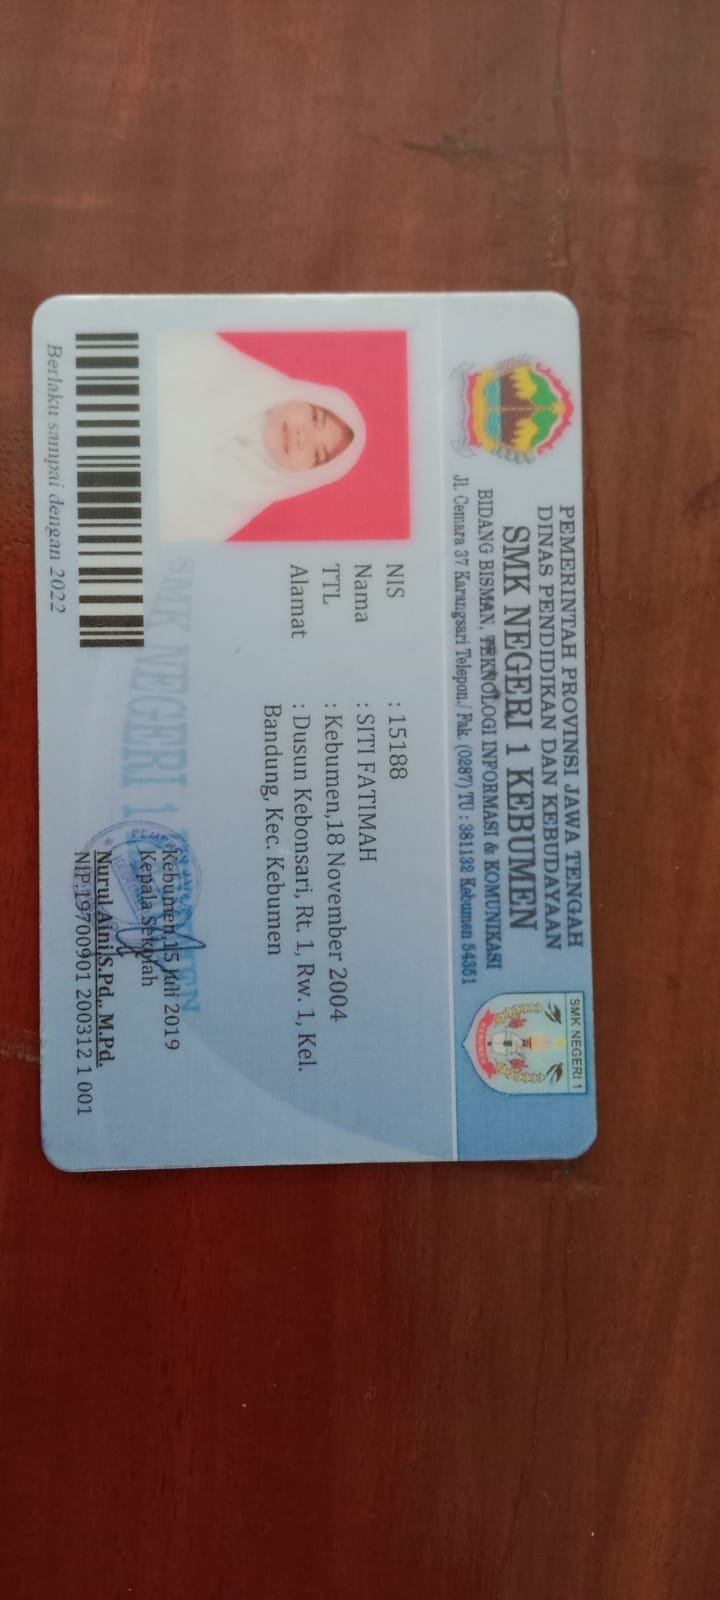 PEMERINTAH PROVINSI JAWA TENGAH
DINAS PENDIDIKAN DAN KEBUDAYAAN
SMK NEGERI 1 KEBUMEN
BIDANG BISMAN, TEKNOLOGI INFORMASI & KOMUNIKASI
Jl. Cemara 37 Karangsari Telepon./ Fak. (0287) TU : 381132 Kebumen 54351
SMK NEGERI 1
NIS : 15188
Nama : SITI FATIMAH
TTL : Kebumen,18 November 2004
Alamat : Dusun Kebonsari, Rt. 1, Rw. 1, Kel.
Bandung, Kec. Kebumen
SMK NEGERI 1
Kebumen,15 Juli 2019
Kepala Sekolah
Nurul Aini,S.Pd., M.Pd.
NIP.19700901 200312 1 001
Berlaku sampai dengan 2022